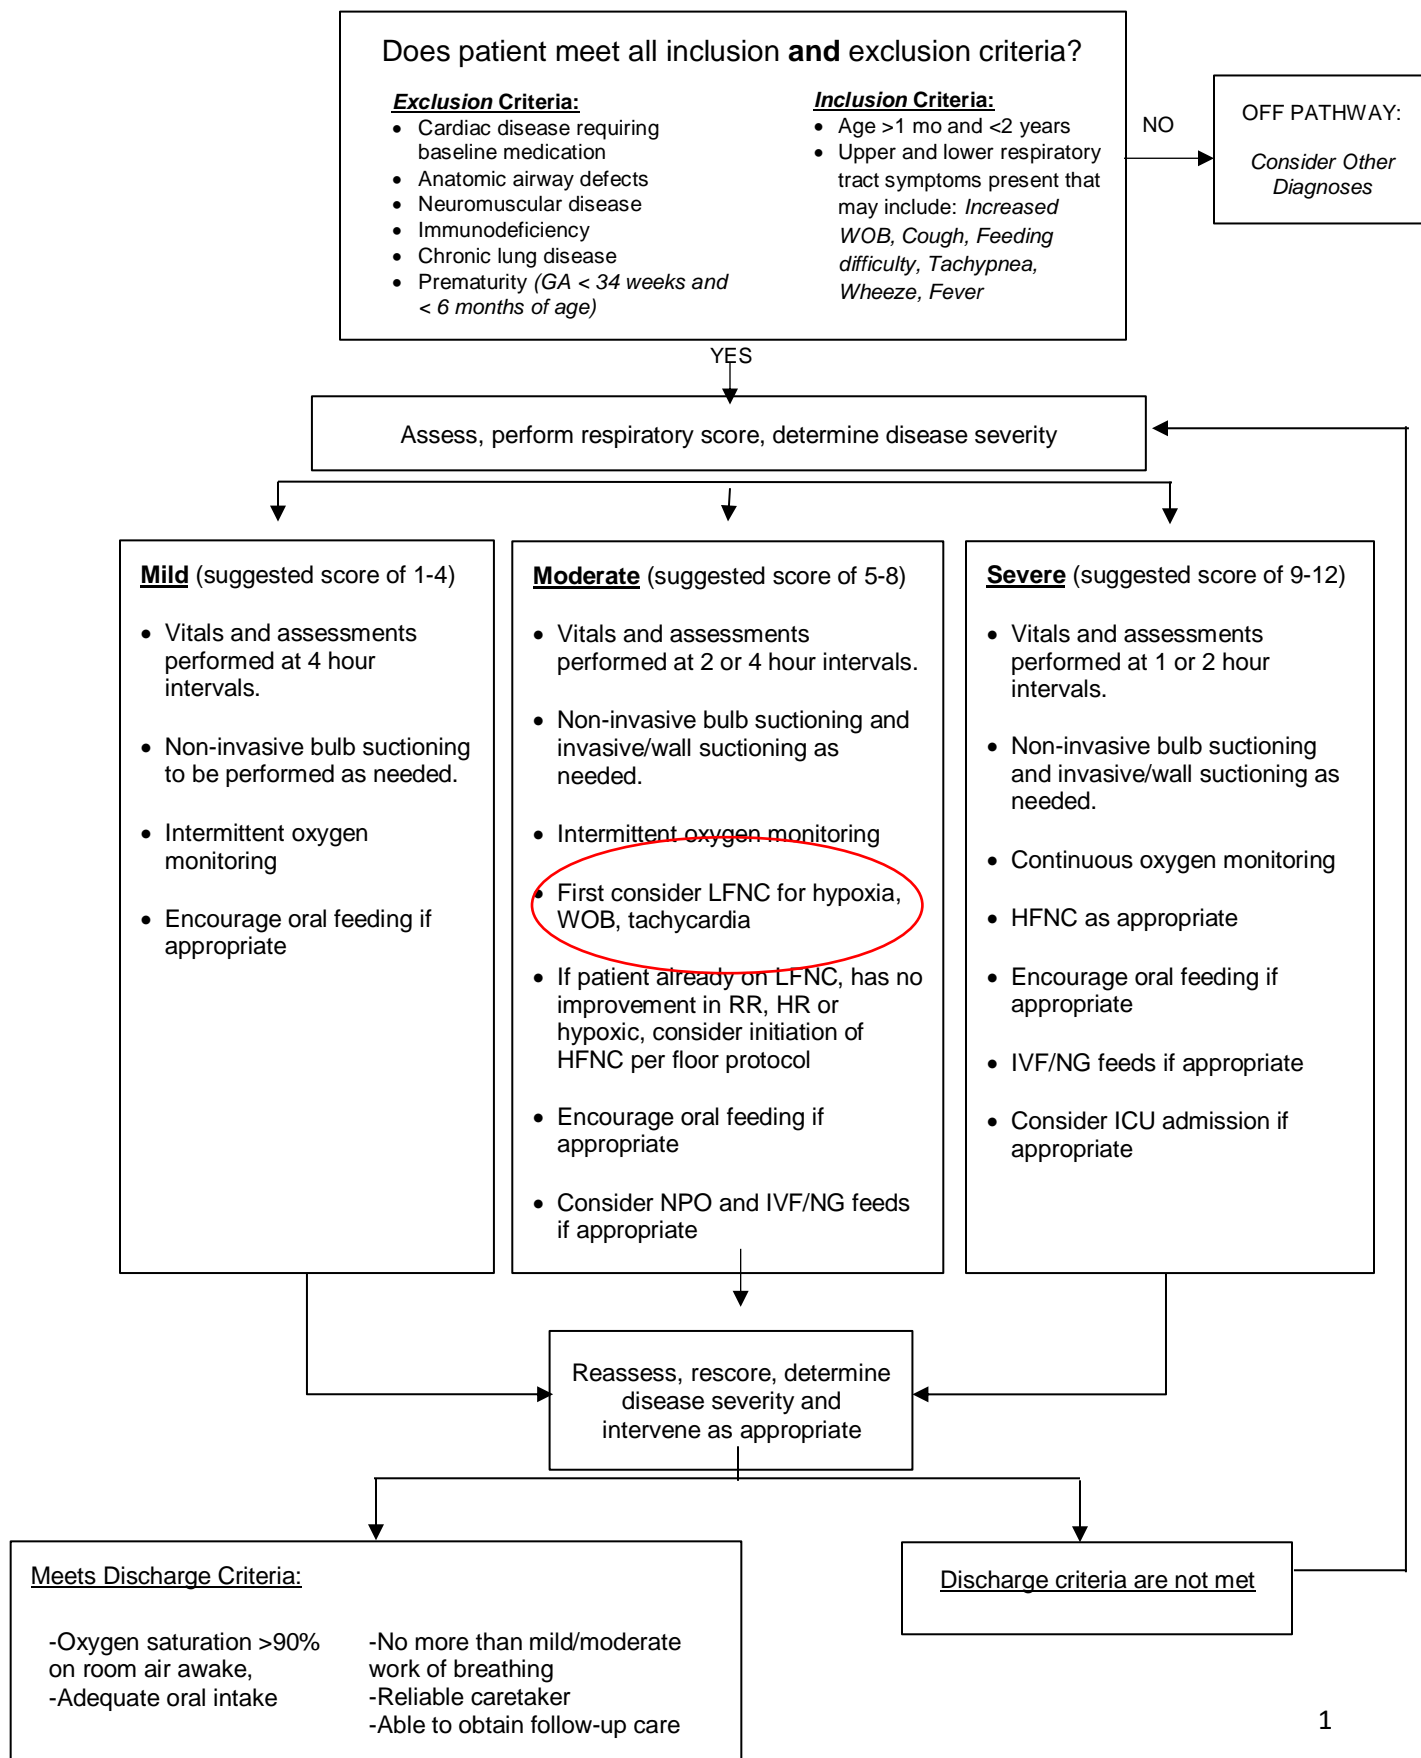 Does patient meet all inclusion and exclusion criteria?
Exclusion Criteria:
• Cardiac disease requiring
baseline medication
• Anatomic airway defects
• Neuromuscular disease
• Immunodeficiency
• Chronic lung disease
• Prematurity (GA < 34 weeks and
< 6 months of age)
Inclusion Criteria:
• Age >1 mo and <2 years
• Upper and lower respiratory
tract symptoms present that
may include: Increased
WOB, Cough, Feeding
difficulty, Tachypnea,
Wheeze, Fever
NO
OFF PATHWAY:
Consider Other
Diagnoses
YES
Assess, perform respiratory score, determine disease severity
Mild (suggested score of 1-4)
• Vitals and assessments
performed at 4 hour
intervals.
• Non-invasive bulb suctioning
to be performed as needed.
• Intermittent oxygen
monitoring
• Encourage oral feeding if
appropriate
Moderate (suggested score of 5-8)
• Vitals and assessments
performed at 2 or 4 hour intervals.
• Non-invasive bulb suctioning and
invasive/wall suctioning as
needed.
• Intermittent oxygen monitoring
• First consider LFNC for hypoxia,
WOB, tachycardia
• If patient already on LFNC, has no
improvement in RR, HR or
hypoxic, consider initiation of
HFNC per floor protocol
• Encourage oral feeding if
appropriate
• Consider NPO and IVF/NG feeds
if appropriate
Severe (suggested score of 9-12)
• Vitals and assessments
performed at 1 or 2 hour
intervals.
• Non-invasive bulb suctioning
and invasive/wall suctioning as
needed.
• Continuous oxygen monitoring
• HFNC as appropriate
• Encourage oral feeding if
appropriate
• IVF/NG feeds if appropriate
• Consider ICU admission if
appropriate
Reassess, rescore, determine
disease severity and
intervene as appropriate
Meets Discharge Criteria:
-Oxygen saturation >90%
on room air awake,
-Adequate oral intake
-No more than mild/moderate
work of breathing
-Reliable caretaker
-Able to obtain follow-up care
Discharge criteria are not met
1